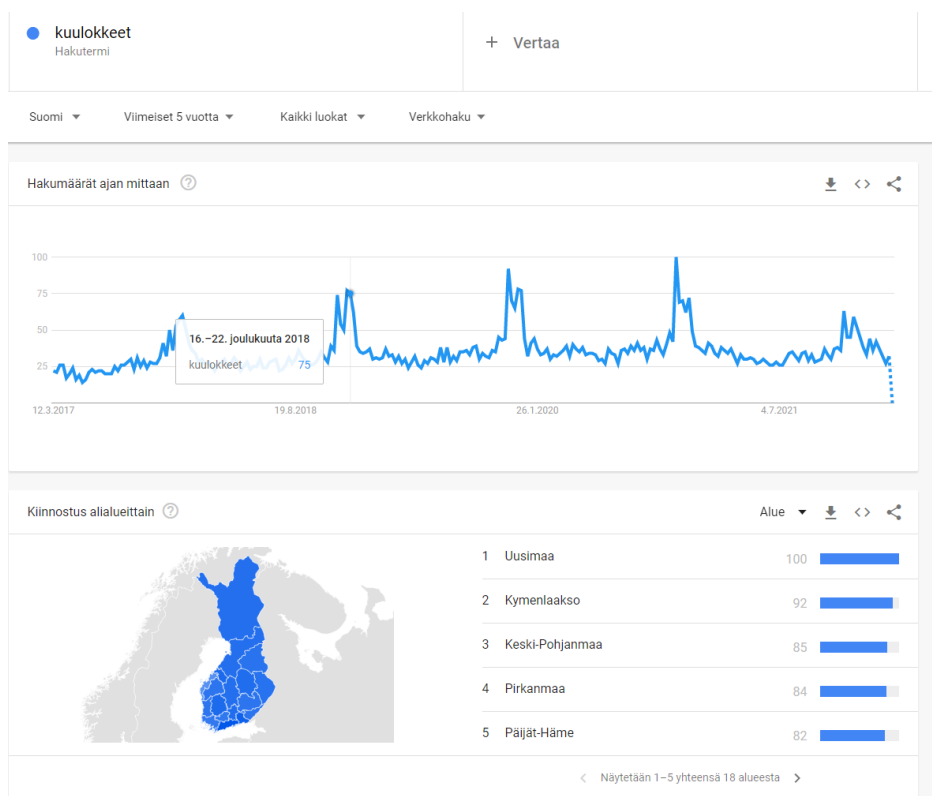 kuulokkeet
Hakutermi
+ Vertaa
Suomi Viimeiset 5 vuotta Kaikki luokat Verkkohaku
Hakumäärät ajan mittaan ?
100
75
50
25
16.–22. joulukuuta 2018
kuulokkeet 75
12.3.2017 19.8.2018 26.1.2020 4.7.2021
Kiinnostus alialueittain ? Alue
1 Uusimaa 100
2 Kymenlaakso 92
3 Keski-Pohjanmaa 85
4 Pirkanmaa 84
5 Päijät-Häme 82
Näytetään 1–5 yhteensä 18 alueesta